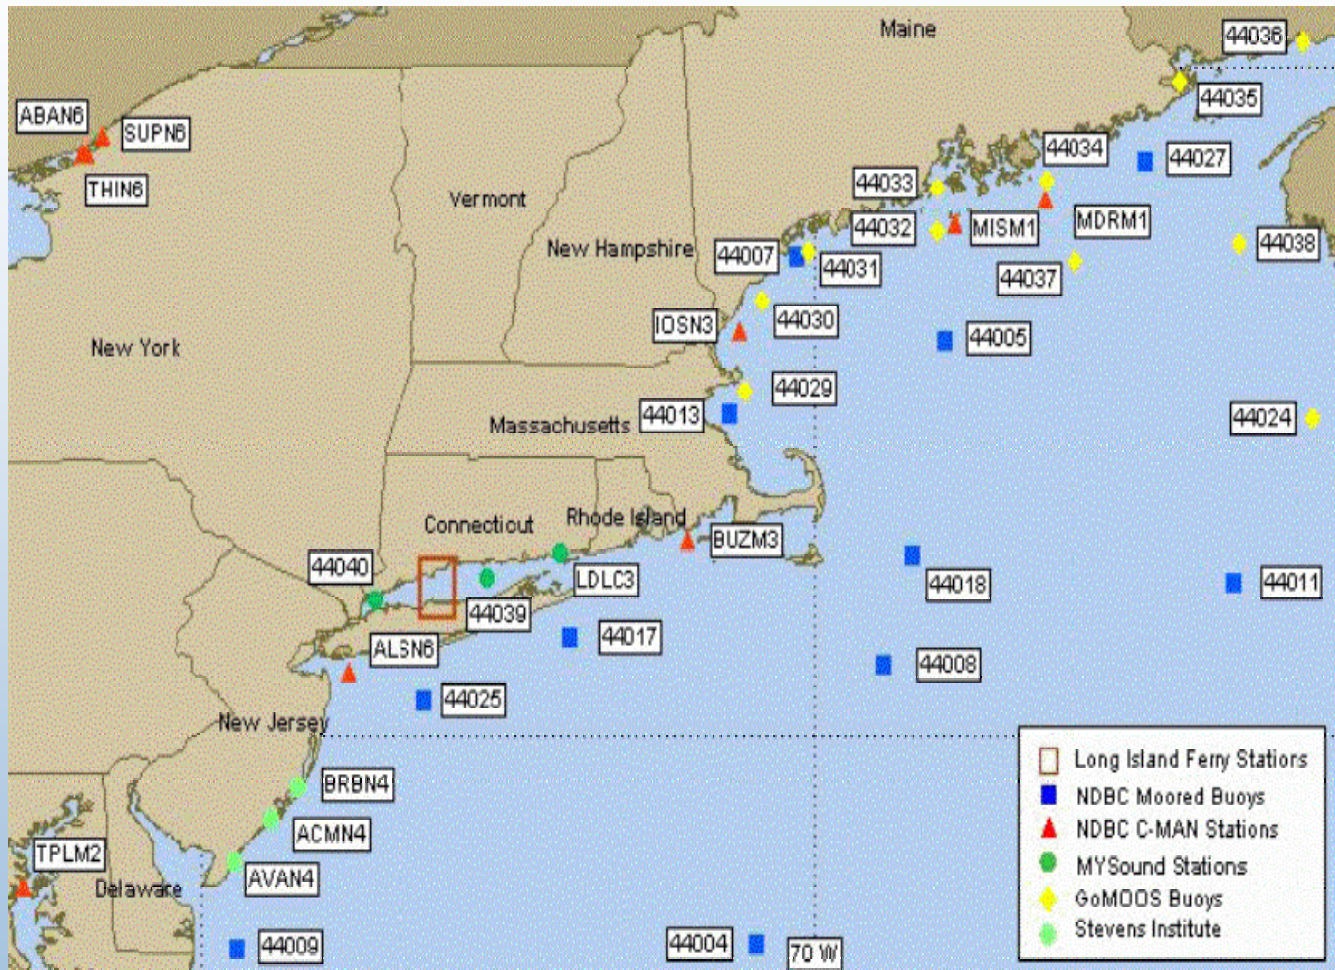 Maine
44036
44035
ABAN6
SUPN6
44034
44027
THIN6
44033
Vermont
MISM1
MDRM1
44032
New Hampshire
44007
44031
44038
44037
IOSN3
44030
New York
44005
44029
44013
Massachusetts
44024
Connecticut
Rhode Island
BUZM3
44040
LDLC3
44018
44011
44039
44017
ALSN6
44008
44025
New Jersey
BRBN4
ACMN4
TPLM2
AVAN4
Delaware
44009
44004
70 W
Long Island Ferry Stations
NDBC Moored Buoys
NDBC C-MAN Stations
MYSound Stations
GoMOOS Buoys
Stevens Institute